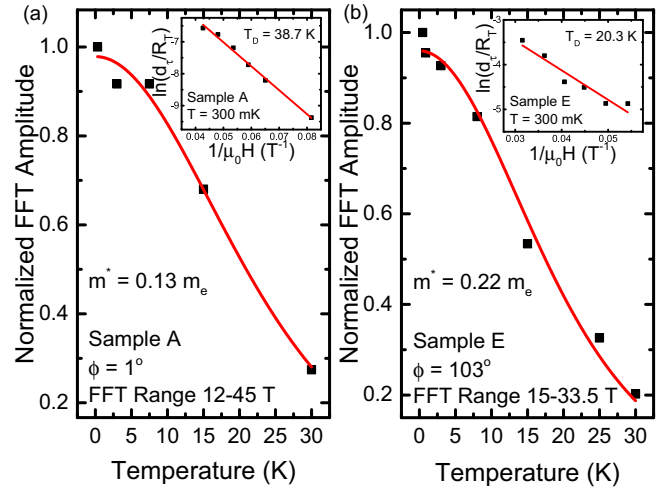 (a)
Normalized FFT Amplitude
1.0
0.8
0.6
0.4
0.2
0 5 10 15 20 25 30
Temperature (K)
m* = 0.13 mₑ
Sample A
ϕ = 1°
FFT Range 12-45 T
ln(d_τ/R_T)
-7
-8
-9
T_D = 38.7 K
Sample A
T = 300 mK
0.04 0.05 0.06 0.07 0.08
1/μ₀H (T⁻¹)
(b)
Normalized FFT Amplitude
1.0
0.8
0.6
0.4
0.2
0 5 10 15 20 25 30
Temperature (K)
m* = 0.22 mₑ
Sample E
ϕ = 103°
FFT Range 15-33.5 T
ln(d_τ/R_T)
-3
-4
-5
T_D = 20.3 K
Sample E
T = 300 mK
0.03 0.04 0.05
1/μ₀H (T⁻¹)